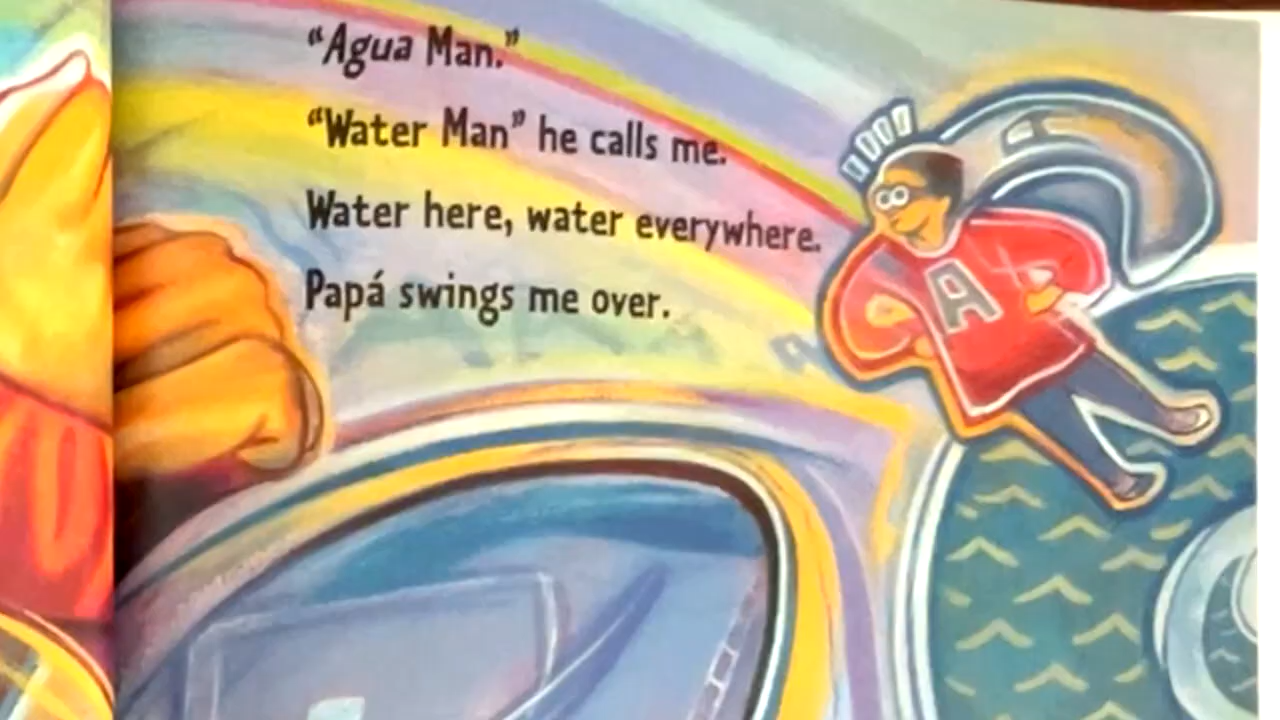 “Agua Man.”
“Water Man” he calls me.
Water here, water everywhere.
Papá swings me over.
A